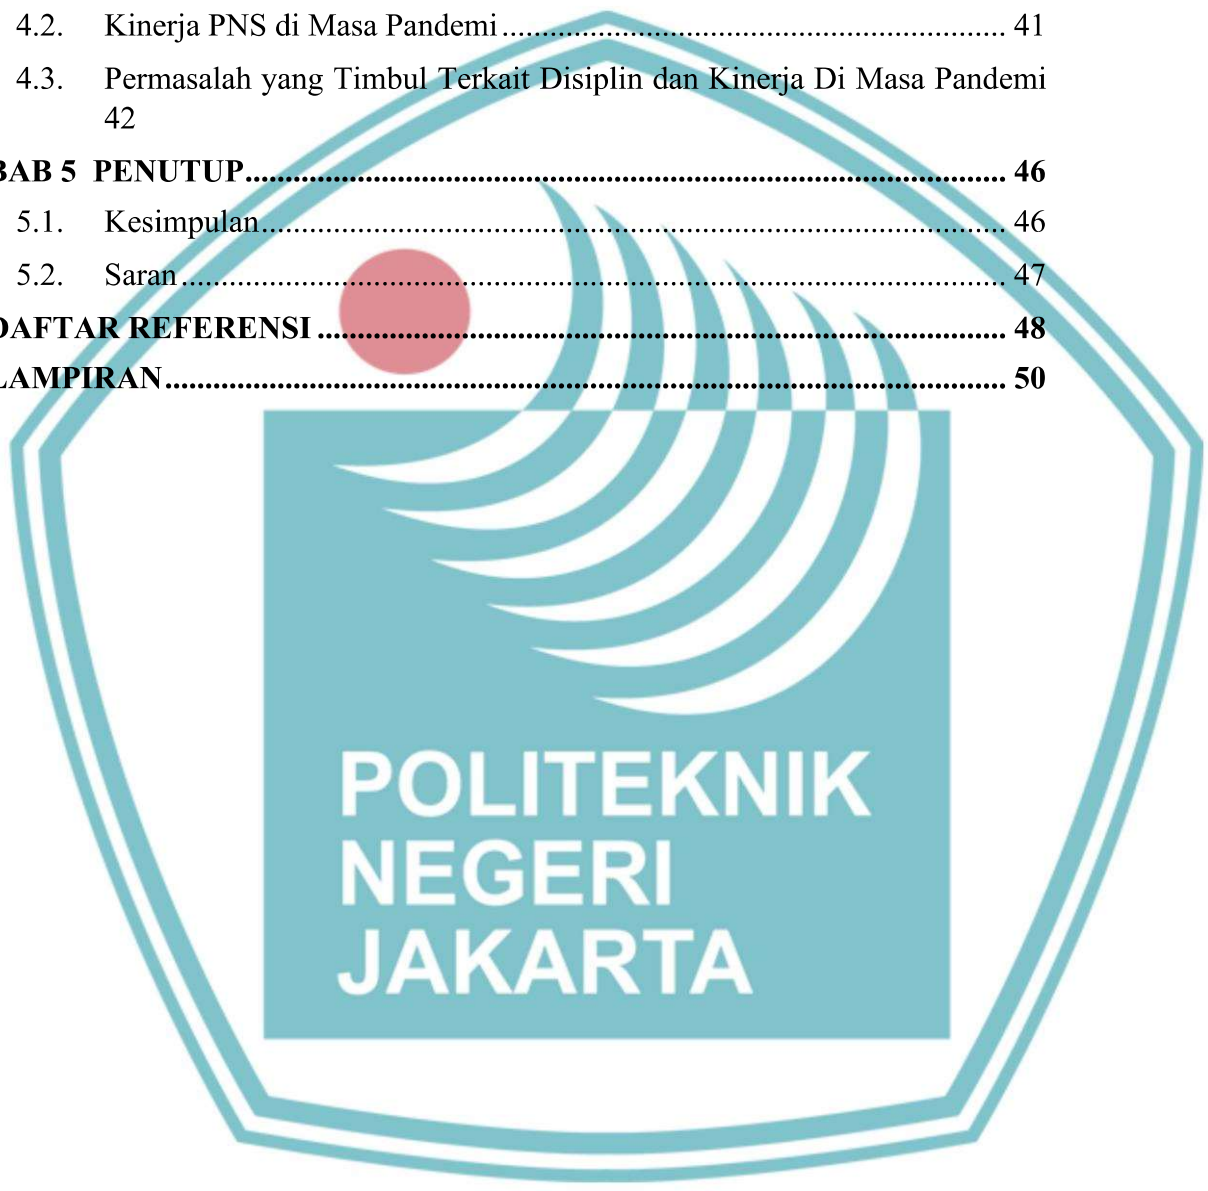 4.2. Kinerja PNS di Masa Pandemi ............................................................... 41
4.3. Permasalah yang Timbul Terkait Disiplin dan Kinerja Di Masa Pandemi
42
BAB 5 PENUTUP ................................................................................................ 46
5.1. Kesimpulan .............................................................................................. 46
5.2. Saran ........................................................................................................ 47
DAFTAR REFERENSI ...................................................................................... 48
LAMPIRAN .......................................................................................................... 50
POLITEKNIK
NEGERI
JAKARTA